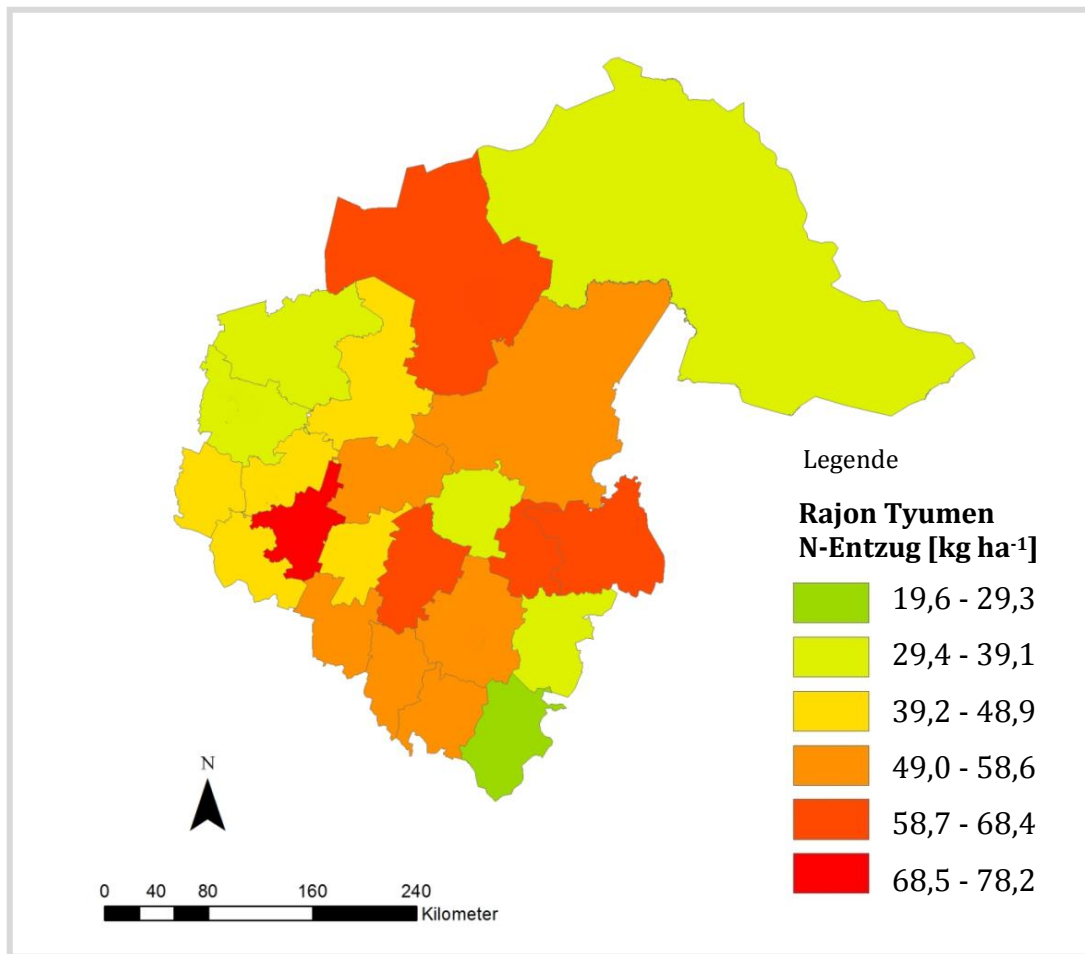 Legende
Rajon Tyumen
N-Entzug [kg ha⁻¹]
19,6 - 29,3
29,4 - 39,1
39,2 - 48,9
49,0 - 58,6
58,7 - 68,4
68,5 - 78,2
N
0 40 80 160 240
Kilometer